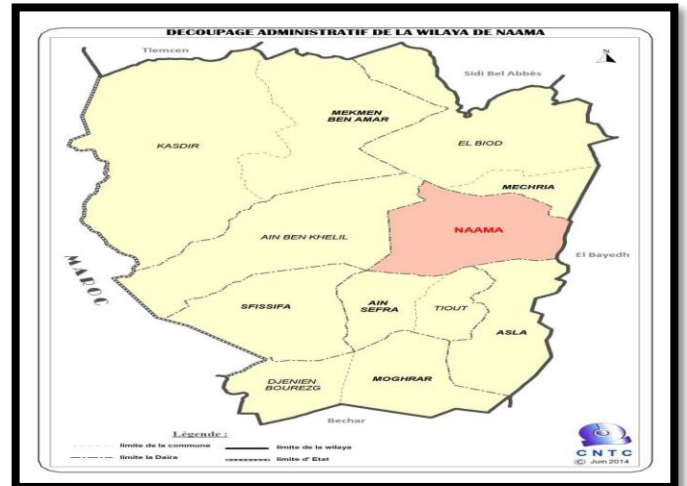 DECOUPAGE ADMINISTRATIF DE LA WILAYA DE NAAMA
Tlemcen
N
Sidi Bel Abbès
MEKMEN
BEN AMAR
KASDIR
EL BIOD
MECHRIA
NAAMA
AIN BEN KHELIL
El Bayedh
MAROC
SFISSIFA
AIN
SEFRA
TIOUT
ASLA
DJENIEN
BOUREZG
MOGHRAR
Bechar
Légende :
limite de la commune
limite de la wilaya
limite la Daïra
limite d' Etat
CNTC
© Juin 2014